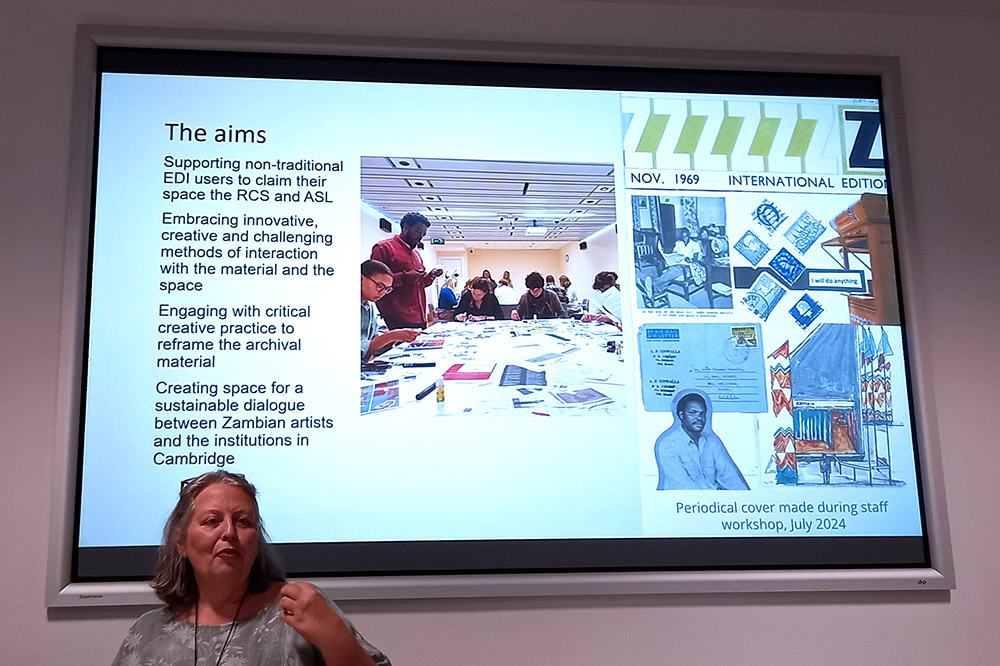 The aims
Supporting non-traditional
EDI users to claim their
space the RCS and ASL
Embracing innovative,
creative and challenging
methods of interaction
with the material and the
space
Engaging with critical
creative practice to
reframe the archival
material
Creating space for a
sustainable dialogue
between Zambian artists
and the institutions in
Cambridge
ZZZZZ Z
NOV. 1969 INTERNATIONAL EDITION
I will do anything
Periodical cover made during staff
workshop, July 2024